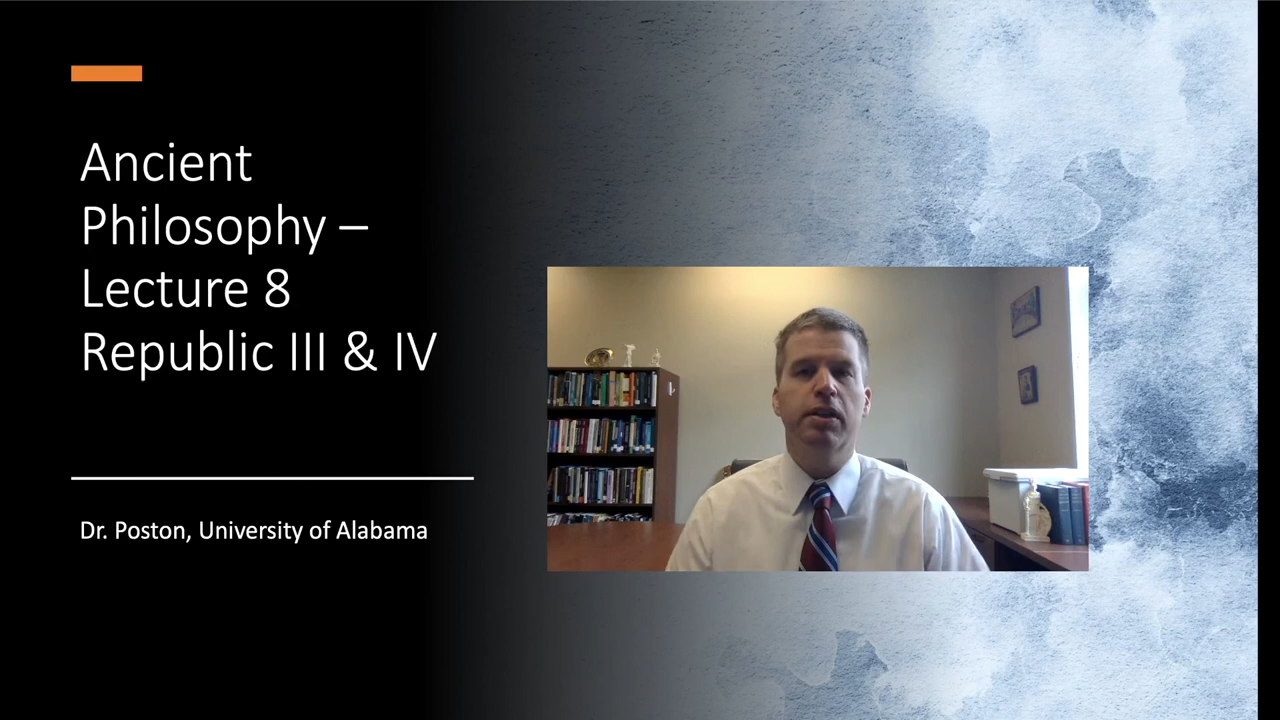 Ancient
Philosophy –
Lecture 8
Republic III & IV
Dr. Poston, University of Alabama